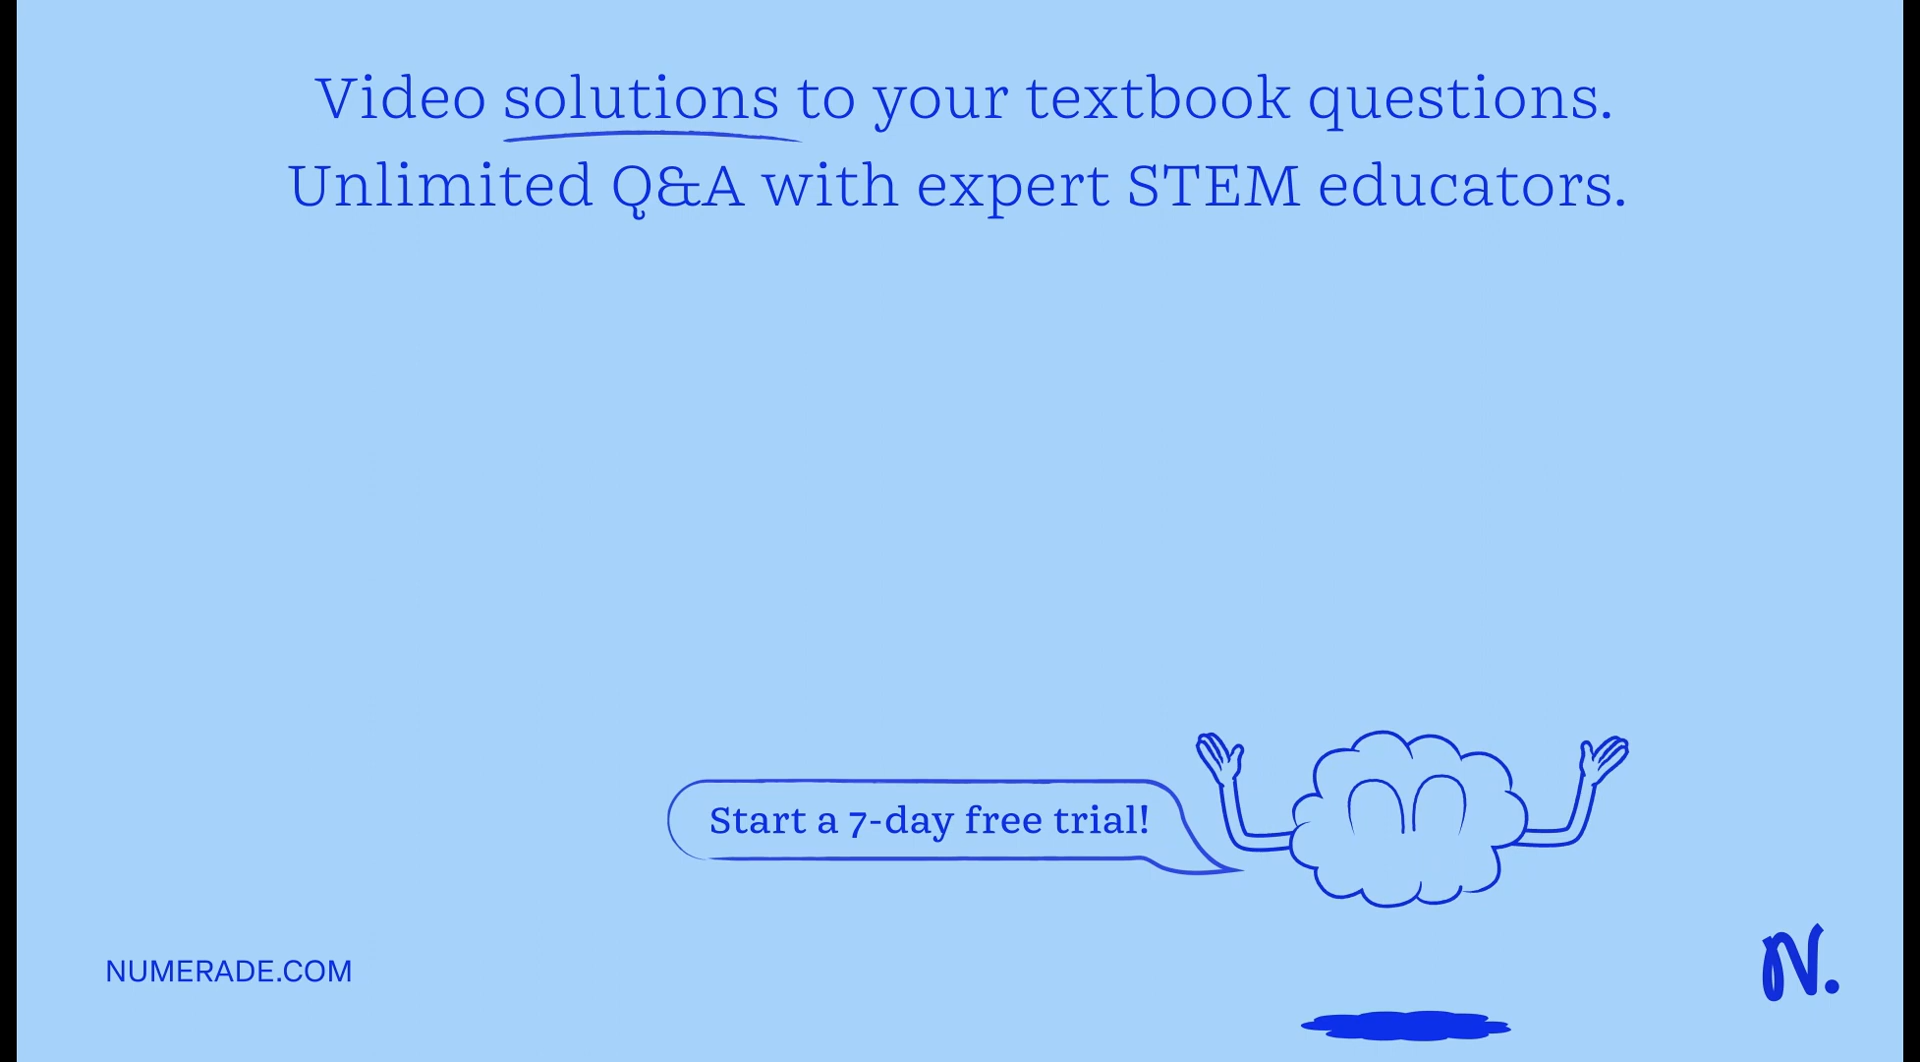 Video solutions to your textbook questions.
Unlimited Q&A with expert STEM educators.
Start a 7-day free trial!
NUMERADE.COM
N.